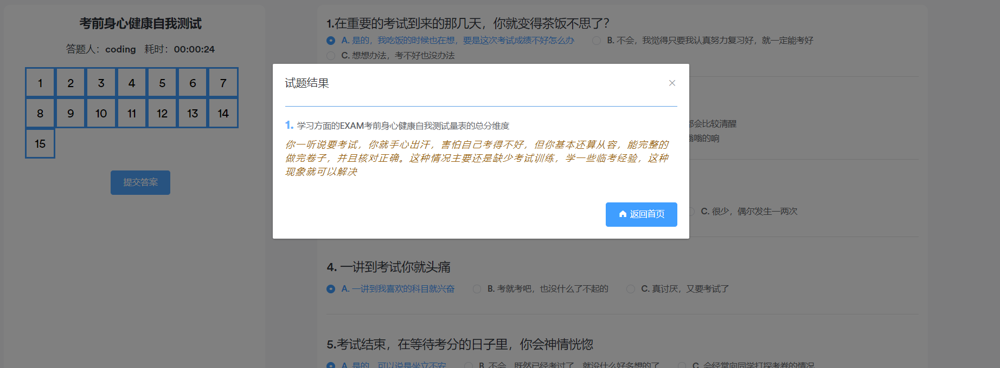 考前身心健康自我测试
答题人：coding 耗时：00:00:24
1 2 3 4 5 6 7
8 9 10 11 12 13 14
15
提交答案
1.在重要的考试到来的那几天，你就变得茶饭不思了？
A. 是的，我吃饭的时候也在想，要是这次考试成绩不好怎么办 B. 不会，我觉得只要我认真努力复习好，就一定能考好
C. 想想办法，考不好也没办法
试题结果
1. 学习方面的EXAM考前身心健康自我测试量表的总分维度
你一听说要考试，你就手心出汗，害怕自己考得不好，但你基本还算从容，能完整的
做完卷子，并且核对正确。这种情况主要还是缺少考试训练，学一些临考经验，这种
现象就可以解决
返回首页
都会比较清醒
嗡嗡的响
C. 很少，偶尔发生一两次
4. 一讲到考试你就头痛
A. 一讲到我喜欢的科目就兴奋 B. 考就考吧，也没什么了不起的 C. 真讨厌，又要考试了
5.考试结束，在等待考分的日子里，你会神情恍惚
A. 是的，可以说是坐立不安 B. 不会，既然已经考过了，就没什么好多想的了 C. 会经常向同学打探考卷的情况